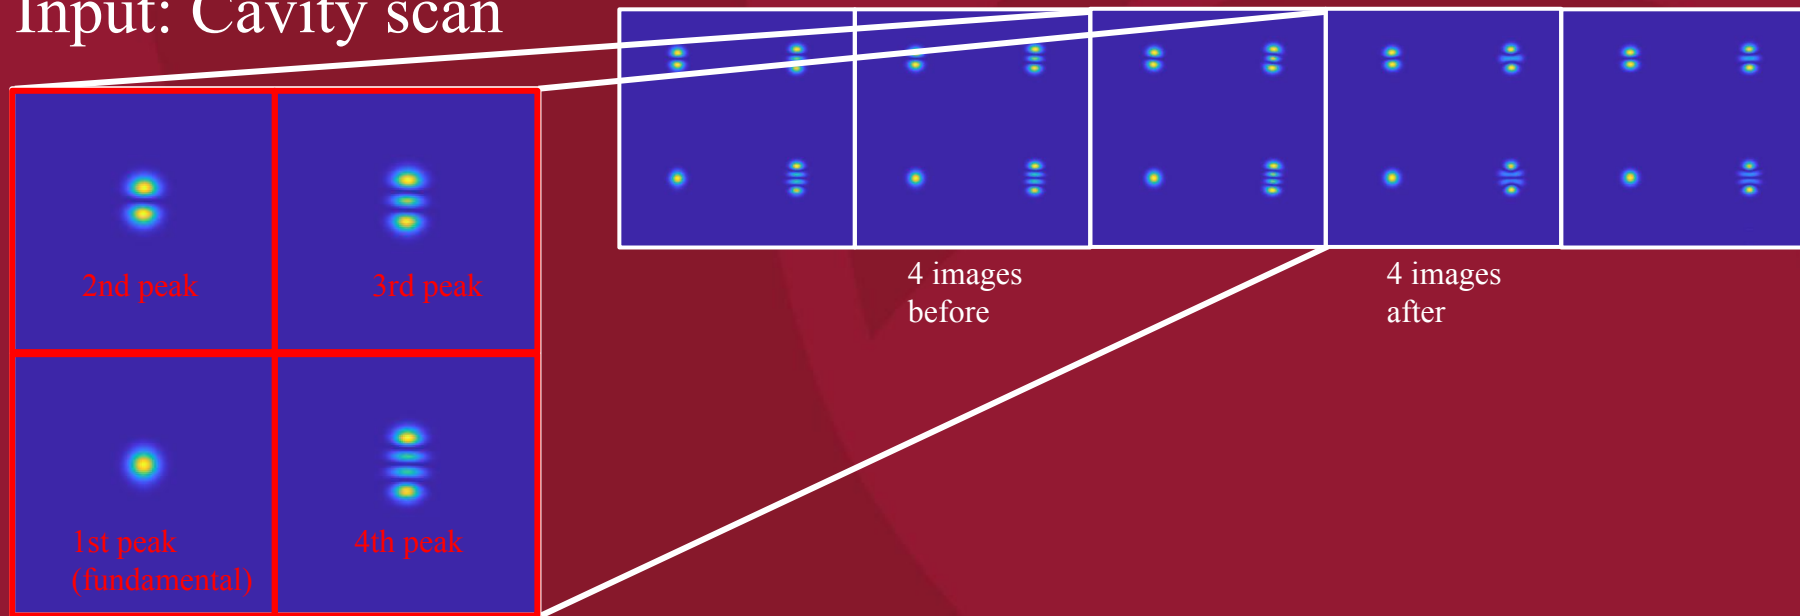 Input: Cavity scan
2nd peak
3rd peak
1st peak
(fundamental)
4th peak
4 images
before
4 images
after